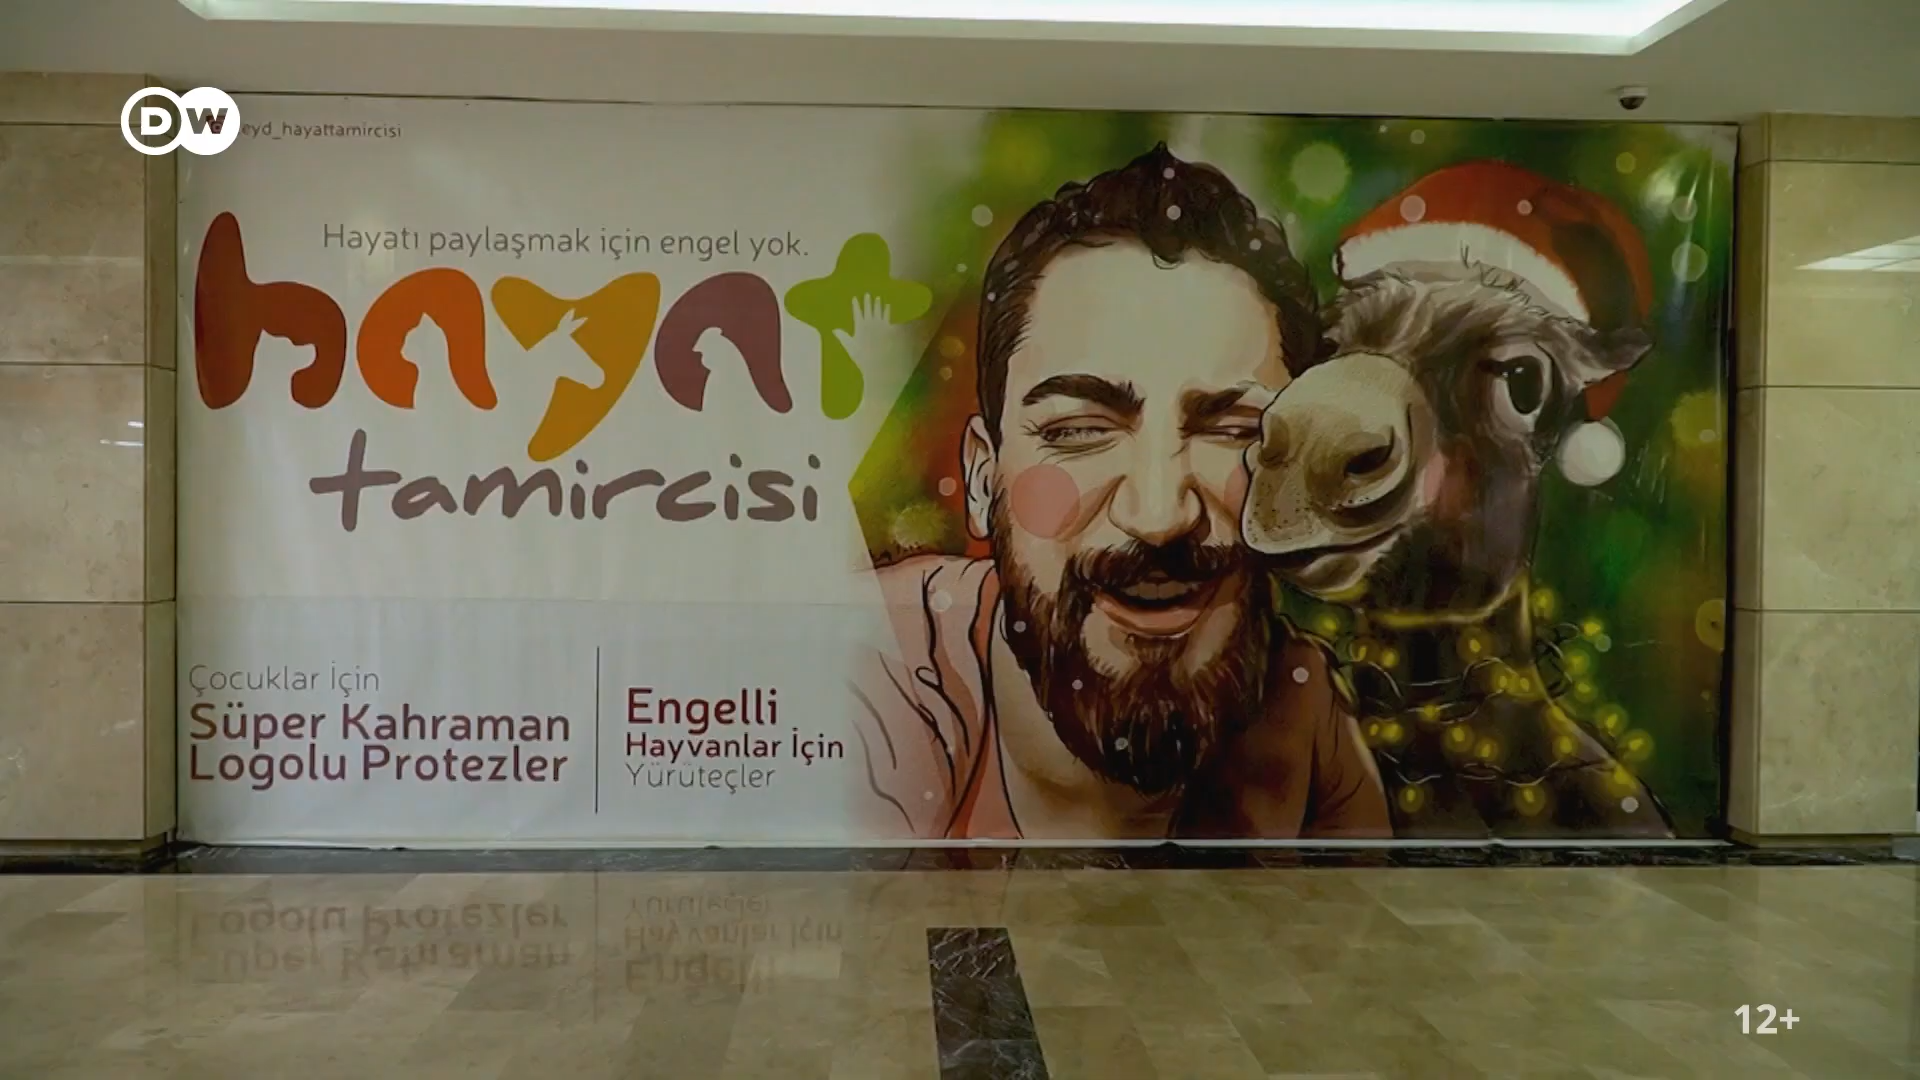 DW
eyd_hayattamircisi
Hayatı paylaşmak için engel yok.
hayat
tamircisi
Çocuklar İçin
Süper Kahraman
Logolu Protezler
Engelli
Hayvanlar İçin
Yürüteçler
12+